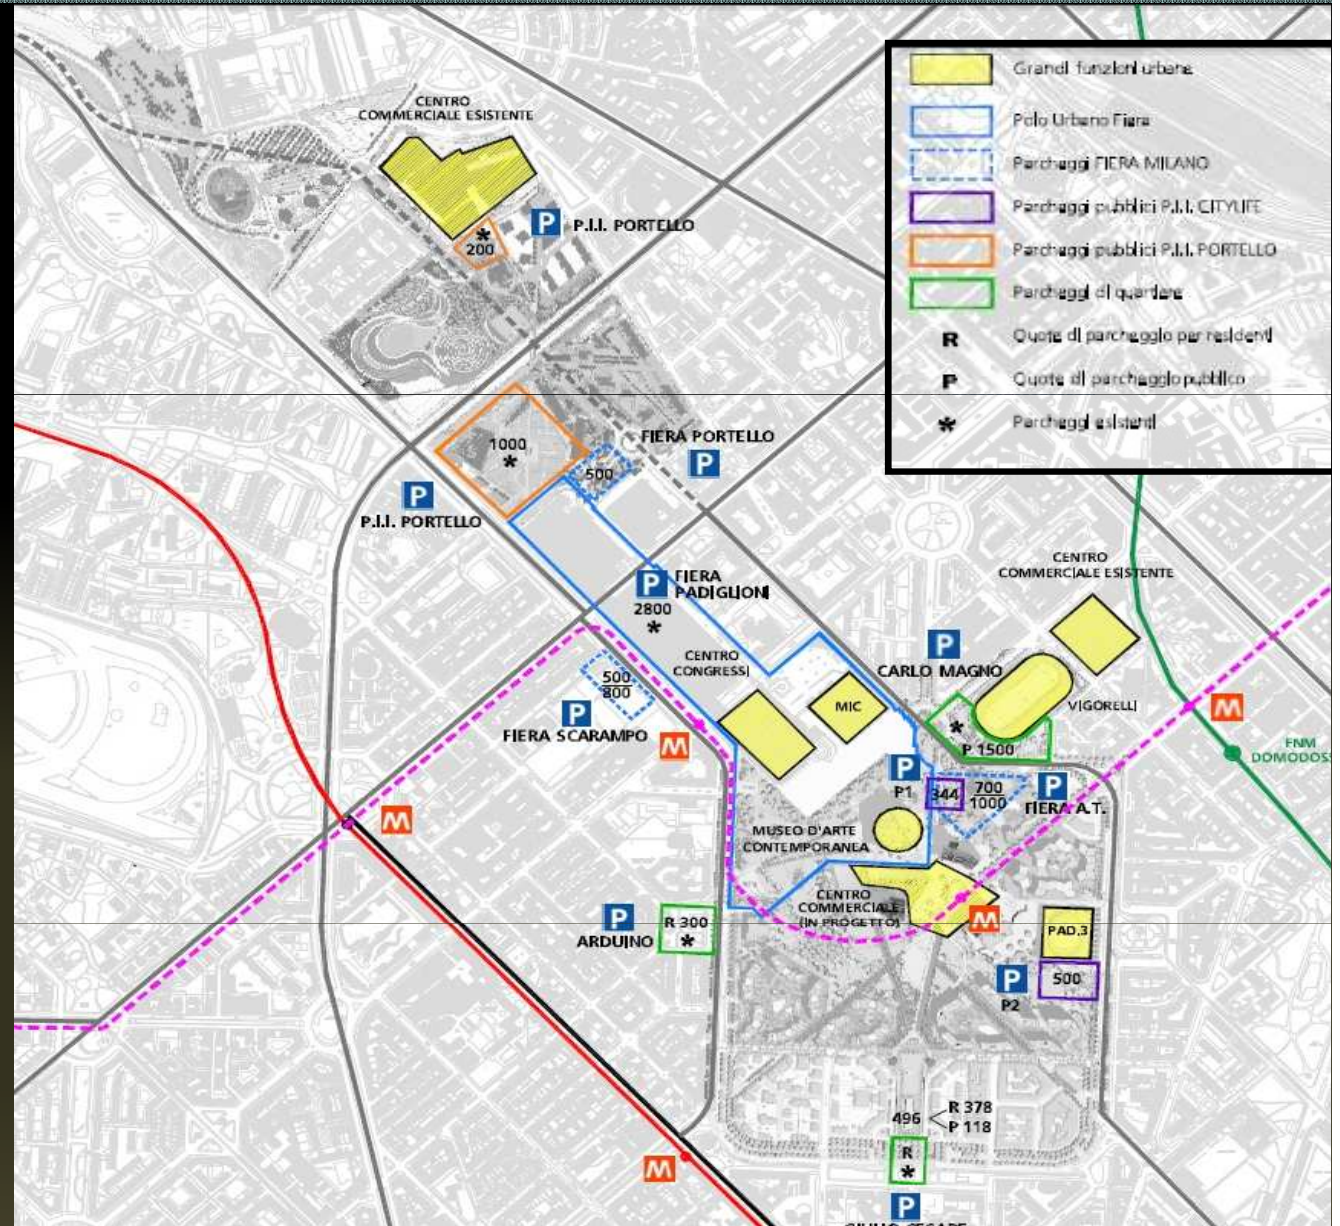 Grandi funzioni urbane
Polo Urbano Fiera
Parcheggi FIERA MILANO
Parcheggi pubblici P.I.I. CITYLIFE
Parcheggi pubblici P.I.I. PORTELLO
Parcheggi di quartiere
R
Quote di parcheggio per residenti
P
Quote di parcheggio pubblico
*
Parcheggi esistenti
CENTRO
COMMERCIALE ESISTENTE
P
P.I.I. PORTELLO
*
200
1000
*
500
FIERA PORTELLO
P
P
P.I.I. PORTELLO
P
FIERA
PADIGLIONI
2800
*
CENTRO
COMMERCIALE ESISTENTE
P
CARLO MAGNO
CENTRO
CONGRESSI
500
800
P
FIERA SCARAMPO
M
MIC
VIGORELLI
*
P 1500
M
FNM
P
P1
344
700
1000
P
FIERA A.T.
M
MUSEO D'ARTE
CONTEMPORANEA
CENTRO
COMMERCIALE
(IN PROGETTO)
M
P
ARDUINO
R 300
*
PAD.3
P
P2
500
496
R 378
P 118
M
R
*
P